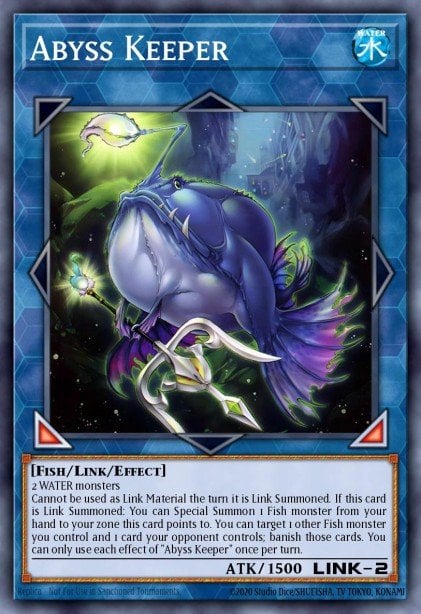 Abyss Keeper
WATER
水
[Fish/Link/Effect]
2 WATER monsters
Cannot be used as Link Material the turn it is Link Summoned. If this card
is Link Summoned: You can Special Summon 1 Fish monster from your
hand to your zone this card points to. You can target 1 other Fish monster
you control and 1 card your opponent controls; banish those cards. You
can only use each effect of "Abyss Keeper" once per turn.
ATK/1500 LINK-2
Replica - Not For Use in Sanctioned Tournaments ©2020 Studio Dice/SHUEISHA, TV TOKYO, KONAMI